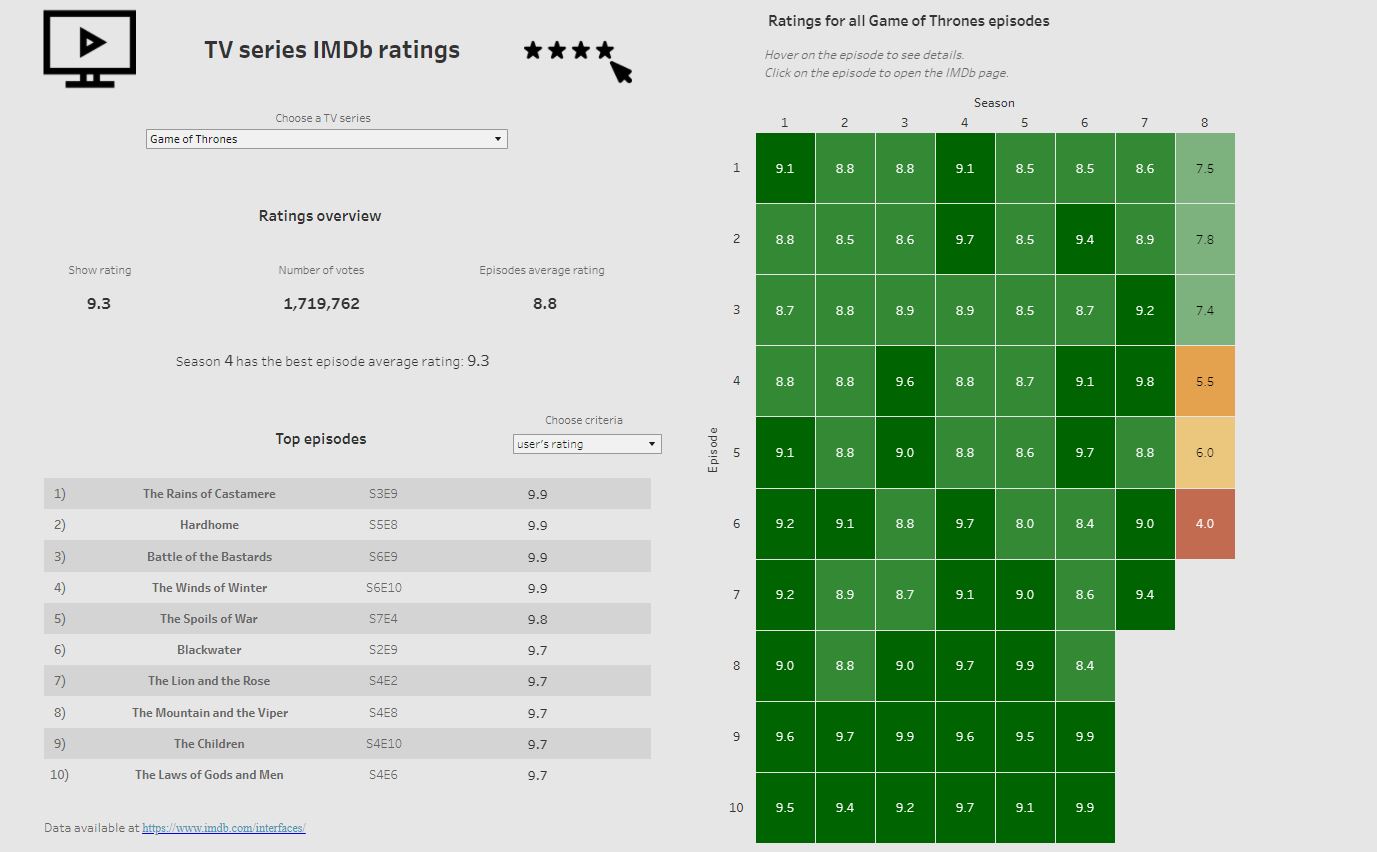 TV series IMDb ratings
Choose a TV series
Game of Thrones
Ratings overview
Show rating Number of votes Episodes average rating
9.3 1,719,762 8.8
Season 4 has the best episode average rating: 9.3
Top episodes
Choose criteria
user's rating
1) The Rains of Castamere S3E9 9.9
2) Hardhome S5E8 9.9
3) Battle of the Bastards S6E9 9.9
4) The Winds of Winter S6E10 9.9
5) The Spoils of War S7E4 9.8
6) Blackwater S2E9 9.7
7) The Lion and the Rose S4E2 9.7
8) The Mountain and the Viper S4E8 9.7
9) The Children S4E10 9.7
10) The Laws of Gods and Men S4E6 9.7
Data available at https://www.imdb.com/interfaces/
Ratings for all Game of Thrones episodes
Hover on the episode to see details.
Click on the episode to open the IMDb page.
Season
1 2 3 4 5 6 7 8
Episode
1 9.1 8.8 8.8 9.1 8.5 8.5 8.6 7.5
2 8.8 8.5 8.6 9.7 8.5 9.4 8.9 7.8
3 8.7 8.8 8.9 8.9 8.5 8.7 9.2 7.4
4 8.8 8.8 9.6 8.8 8.7 9.1 9.8 5.5
5 9.1 8.8 9.0 8.8 8.6 9.7 8.8 6.0
6 9.2 9.1 8.8 9.7 8.0 8.4 9.0 4.0
7 9.2 8.9 8.7 9.1 9.0 8.6 9.4
8 9.0 8.8 9.0 9.7 9.9 8.4
9 9.6 9.7 9.9 9.6 9.5 9.9
10 9.5 9.4 9.2 9.7 9.1 9.9